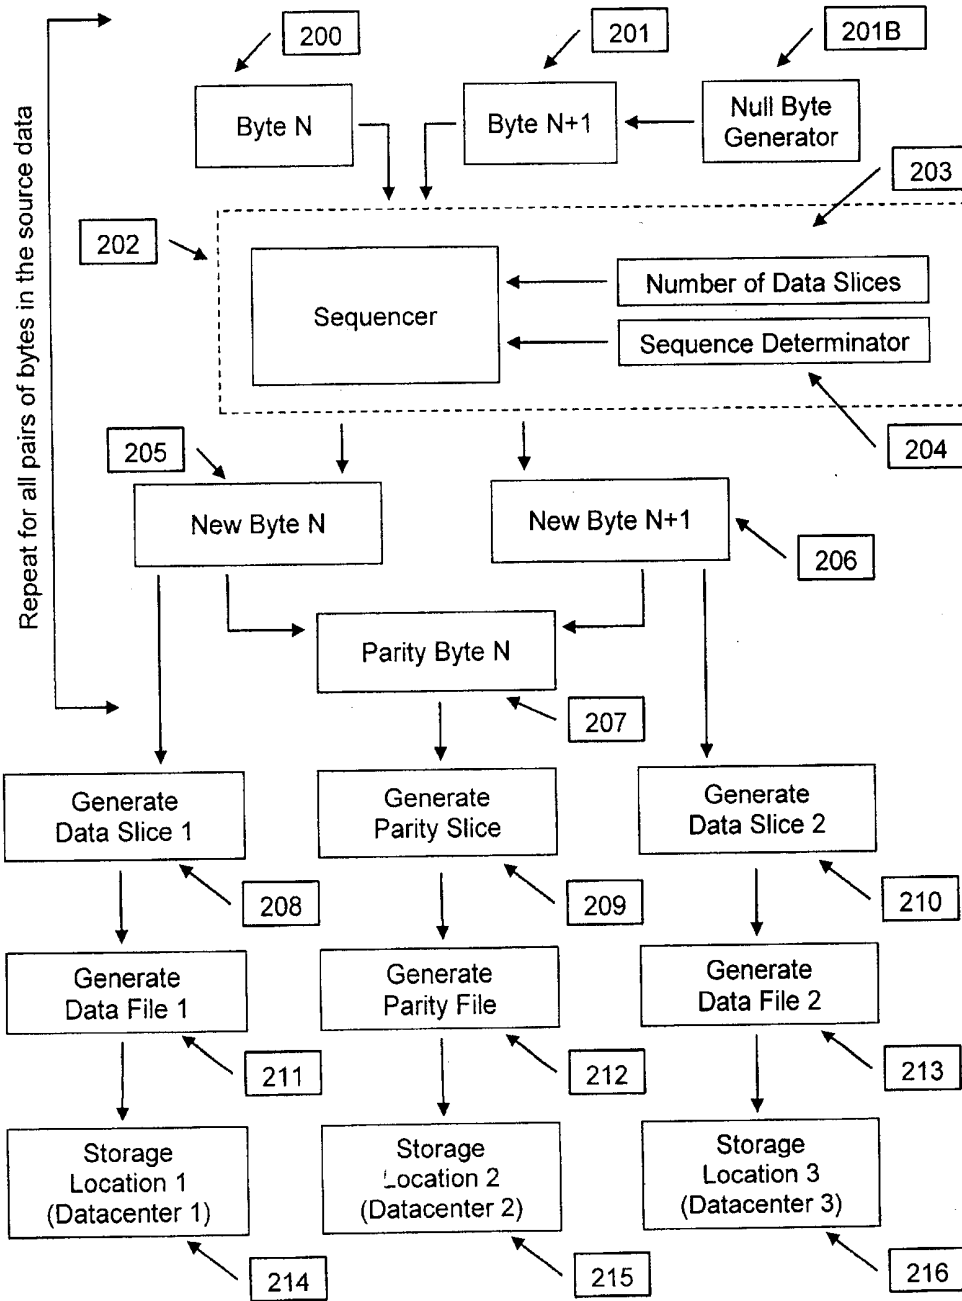 200
201
201B
Byte N
Byte N+1
Null Byte
Generator
203
202
Sequencer
Number of Data Slices
Sequence Determinator
204
205
New Byte N
New Byte N+1
206
Parity Byte N
207
Repeat for all pairs of bytes in the source data
Generate
Data Slice 1
Generate
Parity Slice
Generate
Data Slice 2
208
209
210
Generate
Data File 1
Generate
Parity File
Generate
Data File 2
211
212
213
Storage
Location 1
(Datacenter 1)
Storage
Location 2
(Datacenter 2)
Storage
Location 3
(Datacenter 3)
214
215
216